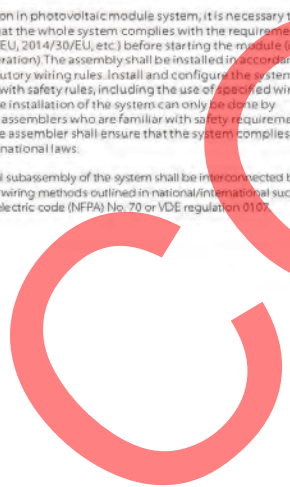 on in photovoltaic module system, it is necessary t
at the whole system complies with the requireme
EU, 2014/30/EU, etc.) before starting the module (
eration). The assembly shall be installed in accordan
utory wiring rules. Install and configure the system
with safety rules, including the use of specified wir
e installation of the system can only be done by
assemblers who are familiar with safety requireme
e assembler shall ensure that the system complies
national laws.
l subassembly of the system shall be interconnected b
wiring methods outlined in national/international suc
electric code (NFPA) No. 70 or VDE regulation 0107.